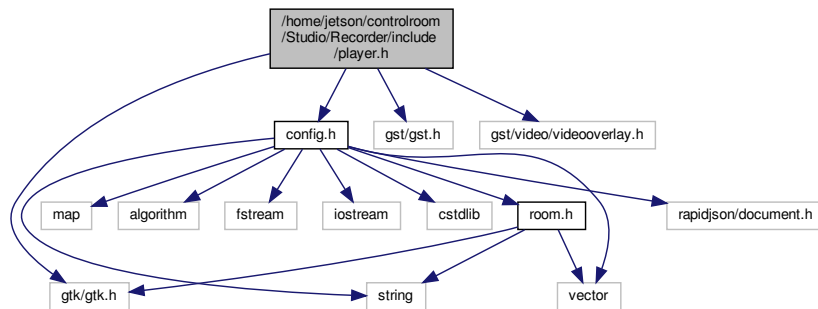 /home/jetson/controlroom
/Studio/Recorder/include
/player.h
config.h
gst/gst.h
gst/video/videooverlay.h
map
algorithm
fstream
iostream
cstdlib
room.h
rapidjson/document.h
gtk/gtk.h
string
vector